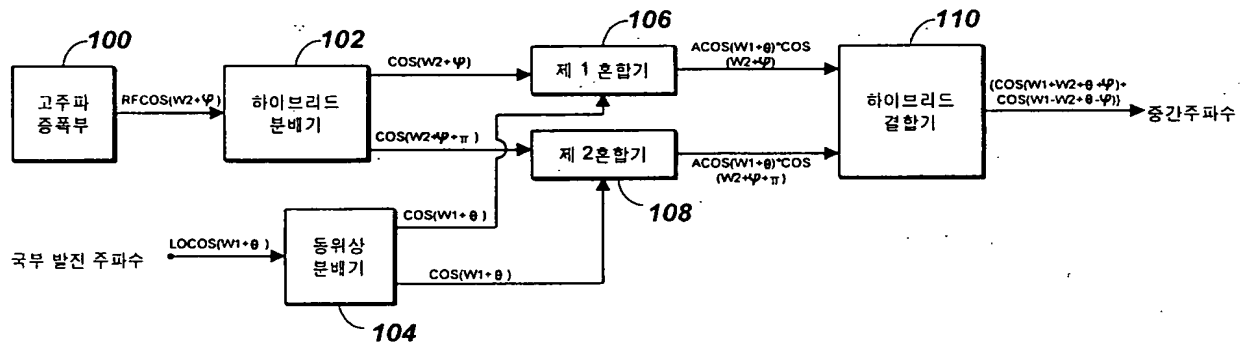 100
고주파
증폭부
RFCOS(W2+φ)
102
하이브리드
분배기
COS(W2+φ)
COS(W2+φ+π)
국부 발진 주파수
LOCOS(W1+θ)
동위상
분배기
104
COS(W1+θ)
COS(W1+θ)
106
제 1 혼합기
ACOS(W1+θ)*COS
(W2+φ)
제 2혼합기
108
ACOS(W1+θ)*COS
(W2+φ+π)
110
하이브리드
결합기
{COS(W1+W2+θ+φ)+
COS(W1-W2+θ-φ)}
중간주파수